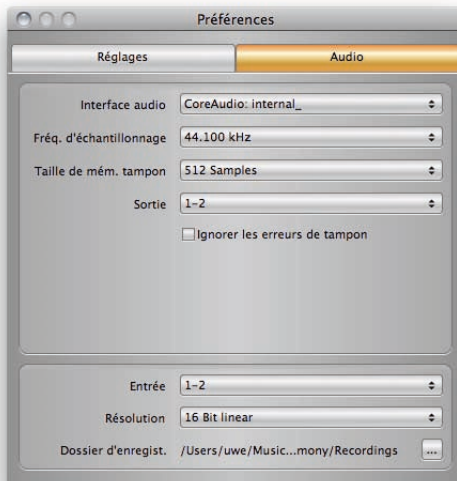 Préférences
Réglages Audio
Interface audio CoreAudio: internal_
Fréq. d'échantillonnage 44.100 kHz
Taille de mém. tampon 512 Samples
Sortie 1-2
Ignorer les erreurs de tampon
Entrée 1-2
Résolution 16 Bit linear
Dossier d'enregist. /Users/uwe/Music...mony/Recordings ...